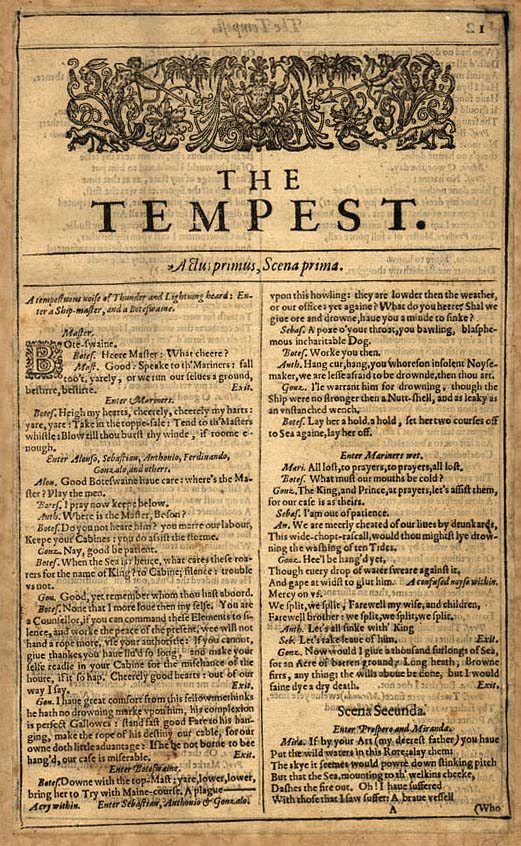 21
THE
TEMPEST.
Actus primus, Scena prima.
A tempestuous noise of Thunder and Lightning heard: En-
ter a Ship-master, and a Boteswaine.
Master.
BOte-swaine.
Botes. Heere Master: What cheere?
Mast. Good: Speake to th'Mariners: fall
too't, yarely, or we run our selues a ground,
bestirre, bestirre. Exit.
Enter Mariners.
Botes. Heigh my hearts, cheerely, cheerely my harts:
yare, yare: Take in the toppe-sale: Tend to th'Masters
whistle: Blow till thou burst thy winde, if roome e-
nough.
Enter Alonso, Sebastian, Anthonio, Ferdinando,
Gonzalo, and others.
Alon. Good Boteswaine haue care: where's the Ma-
ster? Play the men.
Botes. I pray now keepe below.
Anth. Where is the Master, Boson?
Botes. Do you not heare him? you marre our labour,
Keepe your Cabines: you do assist the storme.
Gonz. Nay, good be patient.
Botes. When the Sea is: hence, what cares these roa-
rers for the name of King? to Cabine; silence: trouble
vs not.
Gon. Good, yet remember whom thou hast aboord.
Botes. None that I more loue then my selfe. You are
a Counsellor, if you can command these Elements to si-
lence, and worke the peace of the present, wee will not
hand a rope more, vse your authoritie: If you cannot,
giue thankes you haue liu'd so long, and make your
selfe readie in your Cabine for the mischance of the
houre, if it so hap. Cheerely good hearts: out of our
way I say. Exit.
Gon. I haue great comfort from this fellow: methinks
he hath no drowning marke vpon him, his complexion
is perfect Gallowes: stand fast good Fate to his han-
ging, make the rope of his destiny our cable, for our
owne doth little aduantage: If he be not borne to bee
hang'd, our case is miserable. Exit.
Enter Boteswaine.
Botes. Downe with the top-Mast: yare, lower, lower,
bring her to Try with Maine-course. A plague——
A cry within. Enter Sebastian, Anthonio & Gonzalo.
vpon this howling: they are lowder then the weather,
or our office: yet againe? What do you heere? Shal we
giue ore and drowne, haue you a minde to sinke?
Sebas. A poxe o'your throat, you bawling, blasphe-
mous incharitable Dog.
Botes. Worke you then.
Anth. Hang cur, hang, you whoreson insolent Noyse-
maker, we are lesse afraid to be drownde, then thou art.
Gonz. I'le warrant him for drowning, though the
Ship were no stronger then a Nutt-shell, and as leaky as
an vnstanched wench.
Botes. Lay her a hold, a hold, set her two courses off
to Sea againe, lay her off.
Enter Mariners wet.
Mari. All lost, to prayers, to prayers, all lost.
Botes. What must our mouths be cold?
Gonz. The King, and Prince, at prayers, let's assist them,
for our case is as theirs.
Sebas. I'am out of patience.
An. We are meerly cheated of our liues by drunkards,
This wide-chopt-rascall, would thou mightst lye drow-
ning the washing of ten Tides.
Gonz. Hee'l be hang'd yet,
Though euery drop of water sweare against it,
And gape at widst to glut him. A confused noyse within.
Mercy on vs.
We split, we split, Farewell my wife, and children,
Farewell brother: we split, we split, we split.
Anth. Let's all sinke with' King
Seb. Let's take leaue of him. Exit.
Gonz. Now would I giue a thousand furlongs of Sea,
for an Acre of barren ground: Long heath, Browne
firrs, any thing; the wills aboue be done, but I would
faine dye a dry death. Exit.
Scena Secunda.
Enter Prospero and Miranda.
Mira. If by your Art (my deerest father) you haue
Put the wild waters in this Rore; alay them:
The skye it seemes would powre down stinking pitch,
But that the Sea, mounting to th' welkins cheeke,
Dashes the fire out. Oh! I haue suffered
With those that I saw suffer: A braue vessell
A (Who